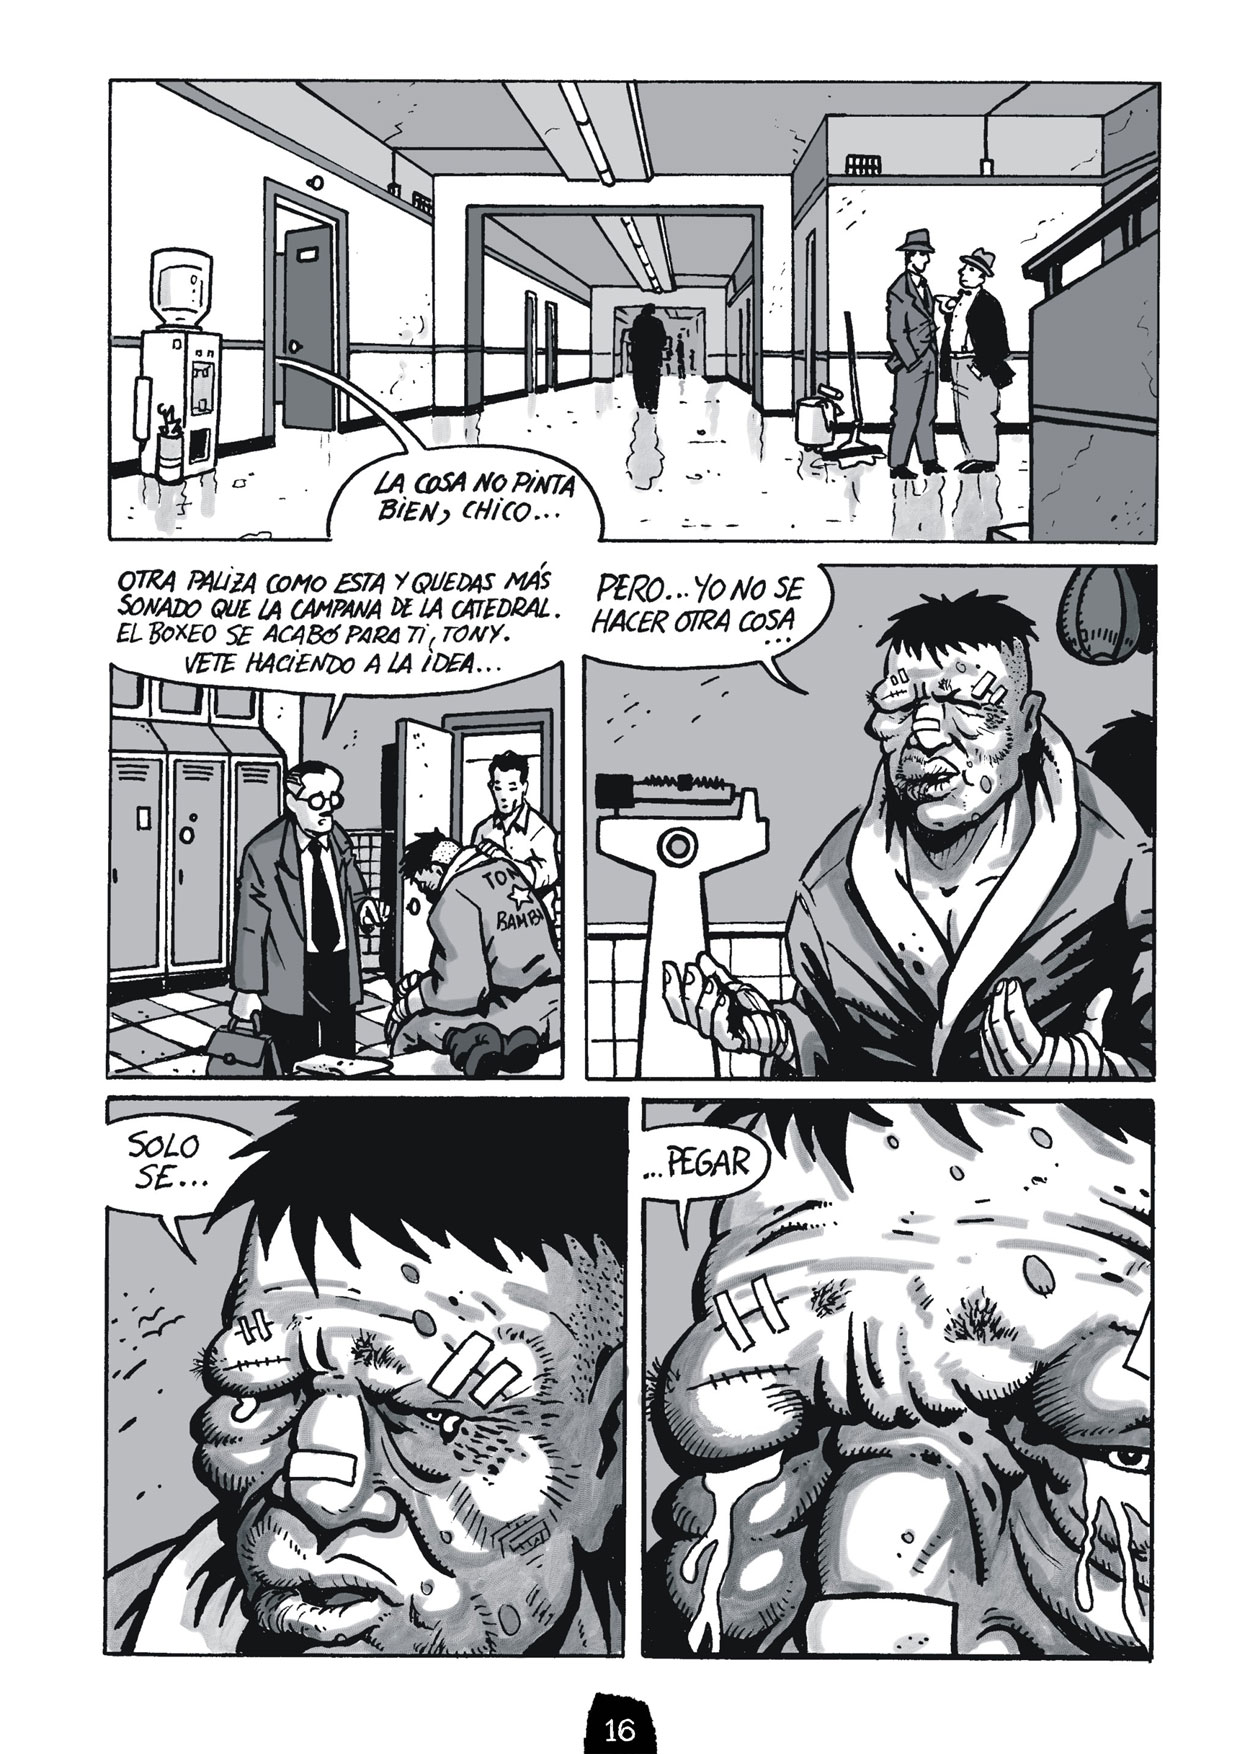 LA COSA NO PINTA
BIEN, CHICO...
OTRA PALIZA COMO ESTA Y QUEDAS MÁS
SONADO QUE LA CAMPANA DE LA CATEDRAL.
EL BOXEO SE ACABÓ PARA TI, TONY.
VETE HACIENDO A LA IDEA...
TON
BAMB
PERO... YO NO SE
HACER OTRA COSA
...
SOLO
SE...
...PEGAR
16